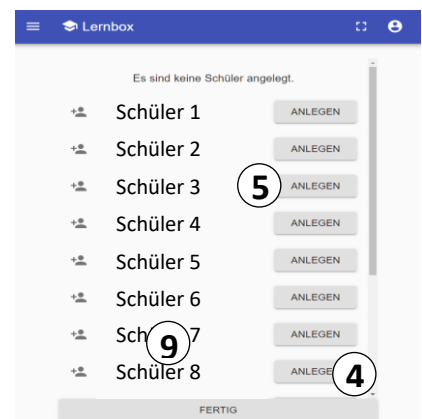 Lernbox
Es sind keine Schüler angelegt.
Schüler 1 ANLEGEN
Schüler 2 ANLEGEN
Schüler 3 5 ANLEGEN
Schüler 4 ANLEGEN
Schüler 5 ANLEGEN
Schüler 6 ANLEGEN
Sch 9 7 ANLEGEN
Schüler 8 ANLEGE 4
FERTIG